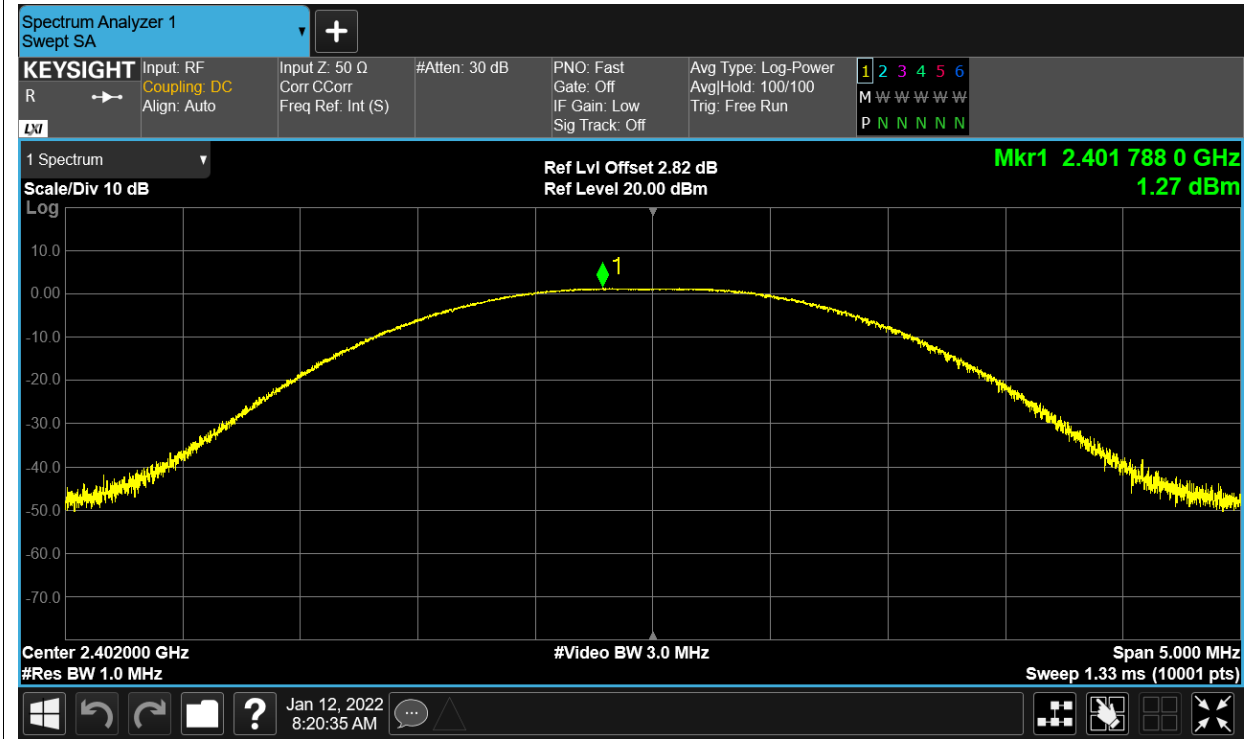 Spectrum Analyzer 1
Swept SA
+
KEYSIGHT
R
LXI
Input: RF
Coupling: DC
Align: Auto
Input Z: 50 Ω
Corr CCorr
Freq Ref: Int (S)
#Atten: 30 dB
PNO: Fast
Gate: Off
IF Gain: Low
Sig Track: Off
Avg Type: Log-Power
Avg|Hold: 100/100
Trig: Free Run
1 2 3 4 5 6
M W W W W W W
P N N N N N N
1 Spectrum
Scale/Div 10 dB
Log
Ref Lvl Offset 2.82 dB
Ref Level 20.00 dBm
Mkr1 2.401 788 0 GHz
1.27 dBm
1
10.0
0.00
-10.0
-20.0
-30.0
-40.0
-50.0
-60.0
-70.0
Center 2.402000 GHz
#Res BW 1.0 MHz
#Video BW 3.0 MHz
Span 5.000 MHz
Sweep 1.33 ms (10001 pts)
?
Jan 12, 2022
8:20:35 AM